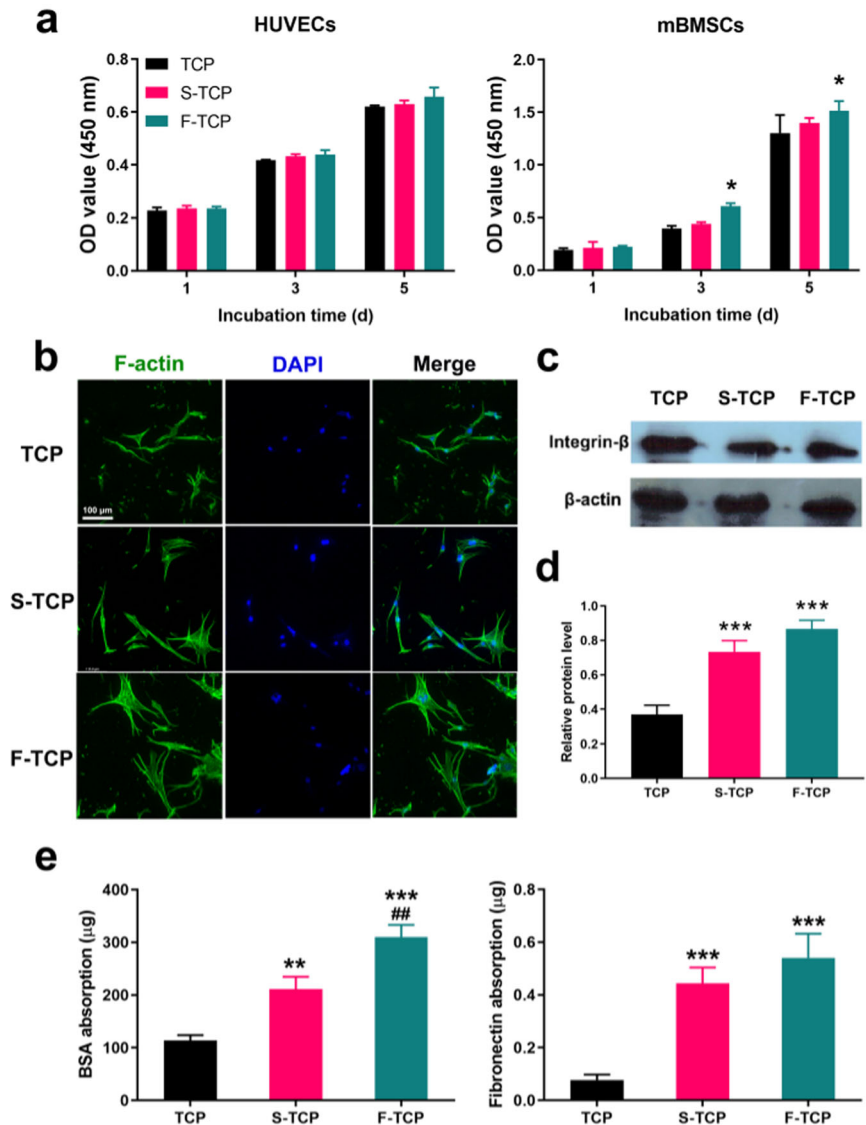 a
HUVECs
mBMSCs
TCP
S-TCP
F-TCP
OD value (450 nm)
0.8
0.6
0.4
0.2
0.0
1 3 5
Incubation time (d)
OD value (450 nm)
2.0
1.5
1.0
0.5
0.0
*
*
1 3 5
Incubation time (d)
b
F-actin DAPI Merge
TCP
100 µm
S-TCP
F-TCP
c
TCP S-TCP F-TCP
Integrin-β
β-actin
d
Relative protein level
1.0
0.8
0.6
0.4
0.2
0.0
***
***
TCP S-TCP F-TCP
e
BSA absorption (µg)
400
300
200
100
0
**
***
##
TCP S-TCP F-TCP
Fibronectin absorption (µg)
0.8
0.6
0.4
0.2
0.0
***
***
TCP S-TCP F-TCP